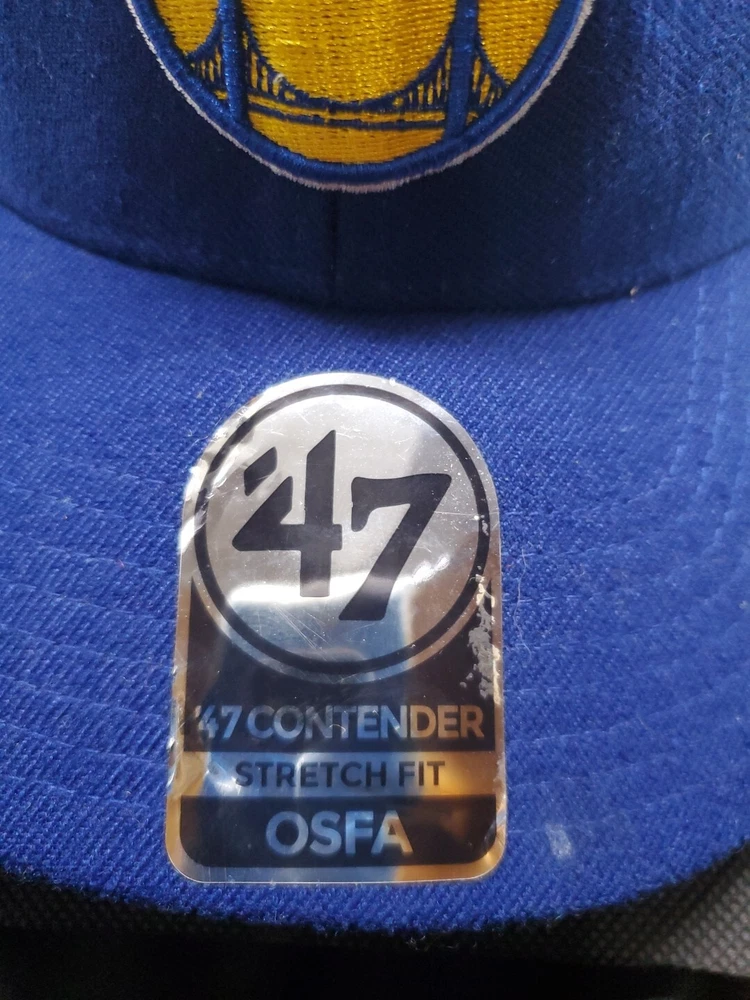 '47
'47 CONTENDER
STRETCH FIT
OSFA